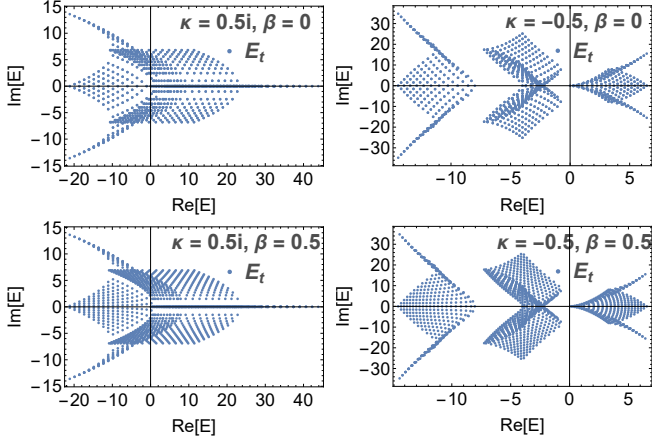 κ = 0.5i, β = 0
E_t
Im[E]
15
10
5
0
−5
−10
−15
−20 −10 0 10 20 30 40
Re[E]
κ = −0.5, β = 0
E_t
Im[E]
30
20
10
0
−10
−20
−30
−10 −5 0 5
Re[E]
κ = 0.5i, β = 0.5
E_t
Im[E]
15
10
5
0
−5
−10
−15
−20 −10 0 10 20 30 40
Re[E]
κ = −0.5, β = 0.5
E_t
Im[E]
30
20
10
0
−10
−20
−30
−10 −5 0 5
Re[E]